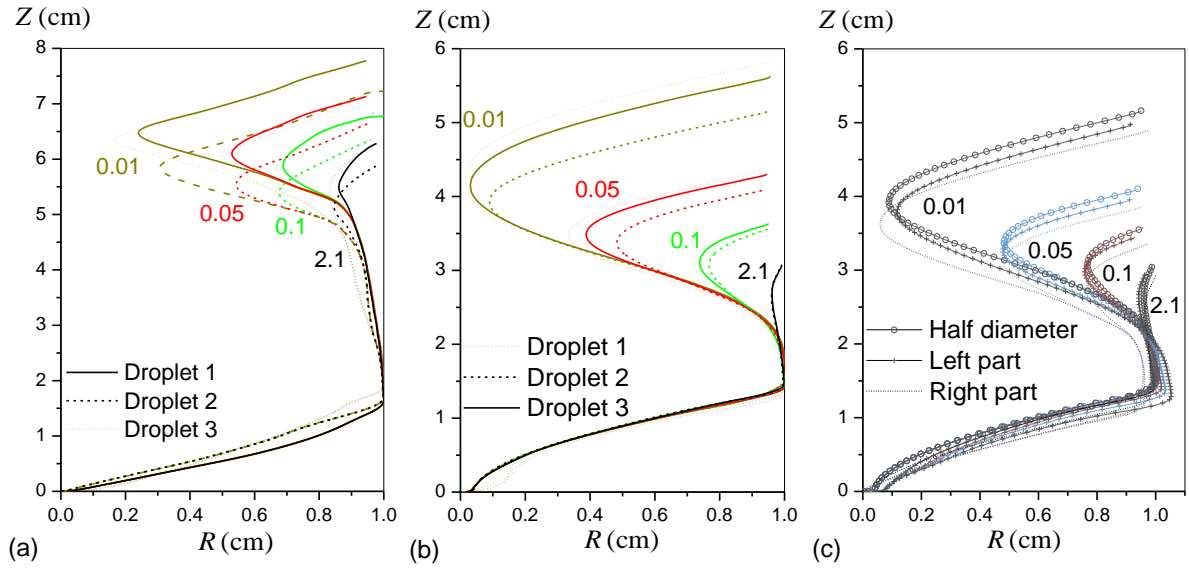 Z (cm)
8
7
6
5
4
3
2
1
0
0.01
0.05
0.1
2.1
Droplet 1
Droplet 2
Droplet 3
0.0 0.2 0.4 0.6 0.8 1.0
R (cm)
(a)
Z (cm)
6
5
4
3
2
1
0
0.01
0.05
0.1
2.1
Droplet 1
Droplet 2
Droplet 3
0.0 0.2 0.4 0.6 0.8 1.0
R (cm)
(b)
Z (cm)
6
5
4
3
2
1
0
0.01
0.05
0.1
2.1
Half diameter
Left part
Right part
0.0 0.2 0.4 0.6 0.8 1.0
R (cm)
(c)